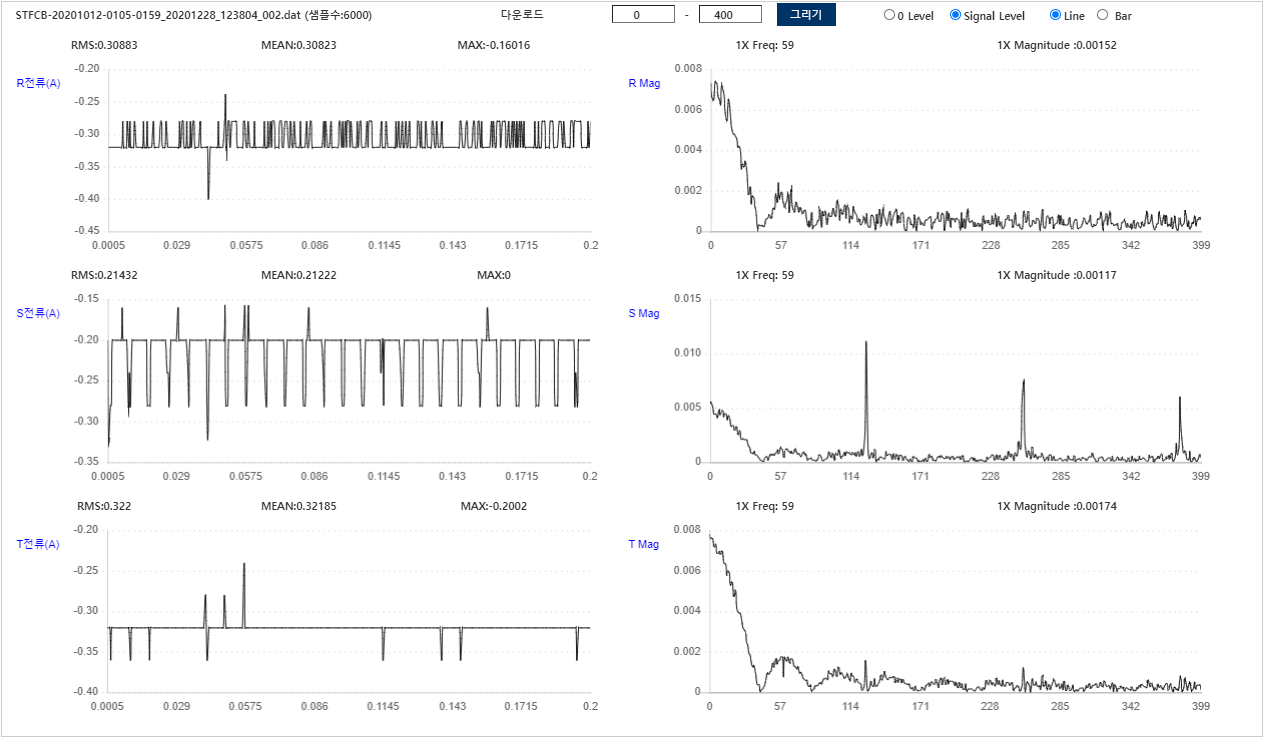 STFCB-20201012-0105-0159_20201228_123804_002.dat (샘플수:6000) 다운로드 0 - 400 그리기 0 Level Signal Level Line Bar
RMS:0.30883 MEAN:0.30823 MAX:-0.16016 1X Freq: 59 1X Magnitude :0.00152
R전류(A)
-0.20
-0.25
-0.30
-0.35
-0.40
-0.45
0.0005 0.029 0.0575 0.086 0.1145 0.143 0.1715 0.2
R Mag
0.008
0.006
0.004
0.002
0
0 57 114 171 228 285 342 399
RMS:0.21432 MEAN:0.21222 MAX:0 1X Freq: 59 1X Magnitude :0.00117
S전류(A)
-0.15
-0.20
-0.25
-0.30
-0.35
0.0005 0.029 0.0575 0.086 0.1145 0.143 0.1715 0.2
S Mag
0.015
0.010
0.005
0
0 57 114 171 228 285 342 399
RMS:0.322 MEAN:0.32185 MAX:-0.2002 1X Freq: 59 1X Magnitude :0.00174
T전류(A)
-0.20
-0.25
-0.30
-0.35
-0.40
0.0005 0.029 0.0575 0.086 0.1145 0.143 0.1715 0.2
T Mag
0.008
0.006
0.004
0.002
0
0 57 114 171 228 285 342 399